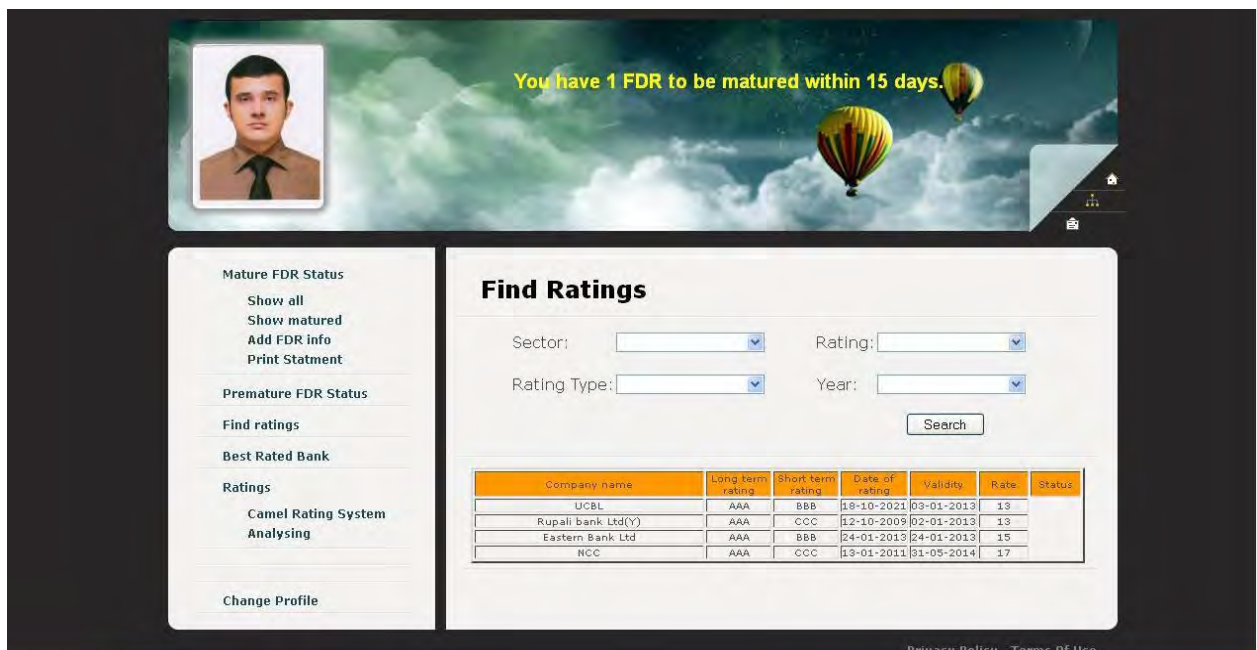 You have 1 FDR to be matured within 15 days.
Mature FDR Status
Show all
Show matured
Add FDR info
Print Statment
Premature FDR Status
Find ratings
Best Rated Bank
Ratings
Camel Rating System
Analysing
Change Profile
Find Ratings
Sector: Rating:
Rating Type: Year:
Search
Company name Long term rating Short term rating Date of rating Validity Rate Status
UCBL AAA BBB 18-10-2021 03-01-2013 13
Rupali bank Ltd(Y) AAA CCC 12-10-2009 02-01-2013 13
Eastern Bank Ltd AAA BBB 24-01-2013 24-01-2013 15
NCC AAA CCC 13-01-2011 31-05-2014 17
Privacy Policy - Terms Of Use